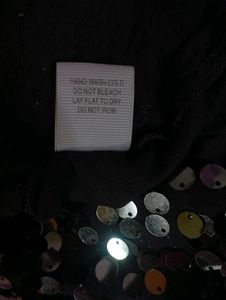 HAND WASH COLD
DO NOT BLEACH
LAY FLAT TO DRY
DO NOT IRON